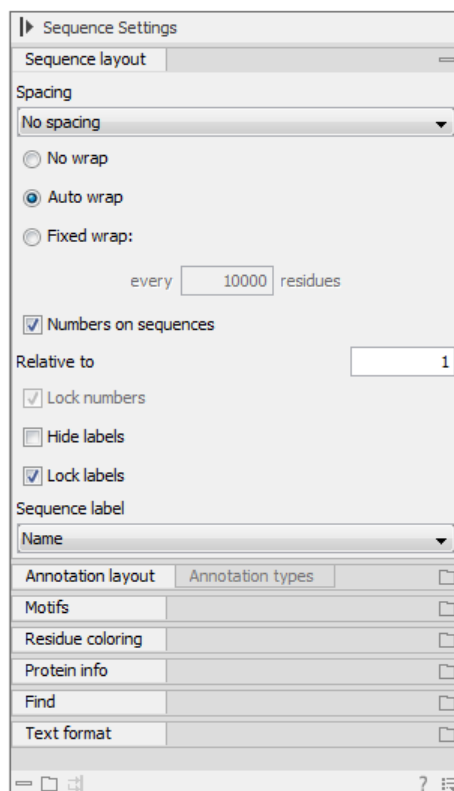 Sequence Settings
Sequence layout
Spacing
No spacing
No wrap
Auto wrap
Fixed wrap:
every 10000 residues
Numbers on sequences
Relative to 1
Lock numbers
Hide labels
Lock labels
Sequence label
Name
Annotation layout Annotation types
Motifs
Residue coloring
Protein info
Find
Text format
?